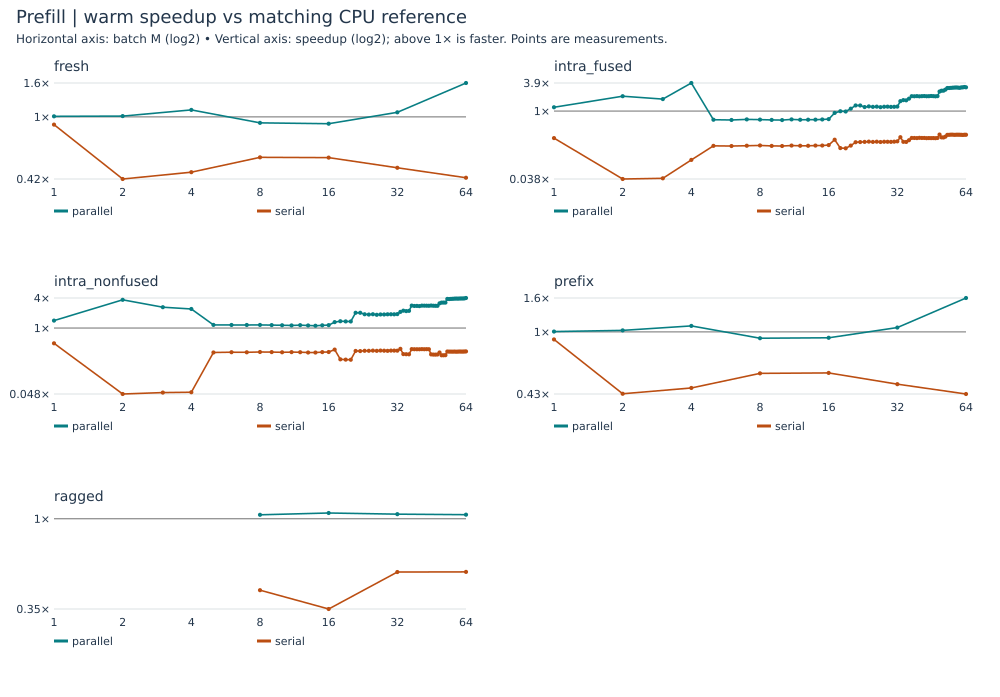 Prefill | warm speedup vs matching CPU reference
Horizontal axis: batch M (log2) • Vertical axis: speedup (log2); above 1× is faster. Points are measurements.
fresh
1.6×
1×
0.42×
1 2 4 8 16 32 64
parallel serial
intra_fused
3.9×
1×
0.038×
1 2 4 8 16 32 64
parallel serial
intra_nonfused
4×
1×
0.048×
1 2 4 8 16 32 64
parallel serial
prefix
1.6×
1×
0.43×
1 2 4 8 16 32 64
parallel serial
ragged
1×
0.35×
1 2 4 8 16 32 64
parallel serial